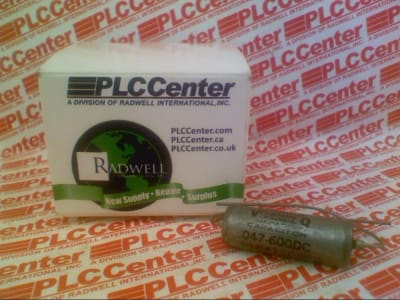 PLCCenter
A DIVISION OF RADWELL INTERNATIONAL, INC.
PLCCenter.com
PLCCenter.ca
PLCCenter.co.uk
RADWELL
New Supply • Repair • Surplus
Q
CAPACITOR
.047-600DC